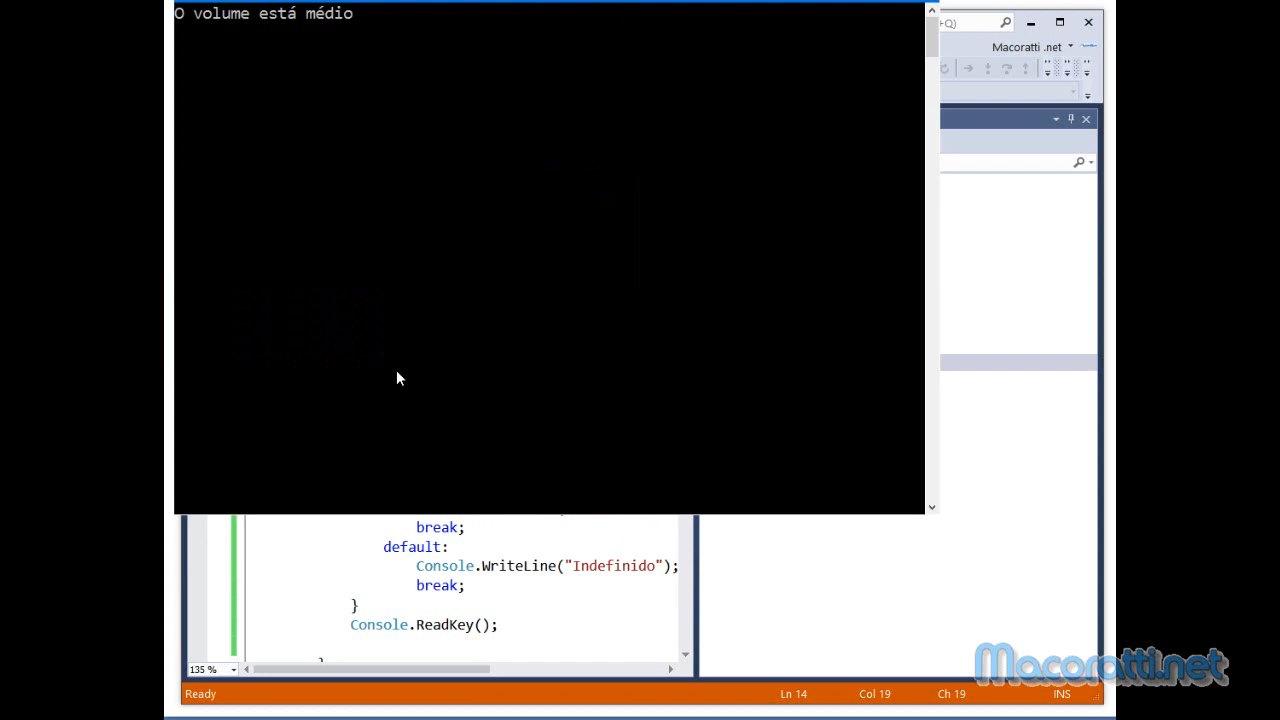 O volume está médio
+Q)
Macoratti .net
break;
default:
Console.WriteLine("Indefinido");
break;
}
Console.ReadKey();
135 %
Ready
Ln 14
Col 19
Ch 19
INS
Macoratti.net